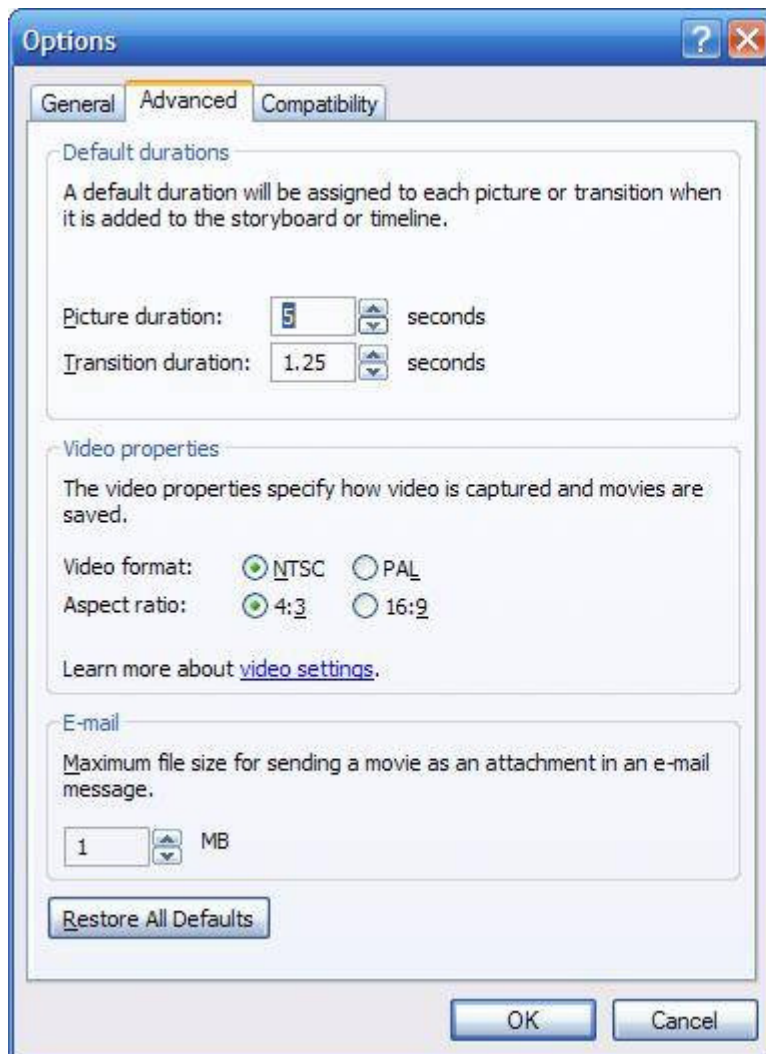 Options
General Advanced Compatibility
Default durations
A default duration will be assigned to each picture or transition when
it is added to the storyboard or timeline.
Picture duration: 5 seconds
Transition duration: 1.25 seconds
Video properties
The video properties specify how video is captured and movies are
saved.
Video format: NTSC PAL
Aspect ratio: 4:3 16:9
Learn more about video settings.
E-mail
Maximum file size for sending a movie as an attachment in an e-mail
message.
1 MB
Restore All Defaults
OK Cancel